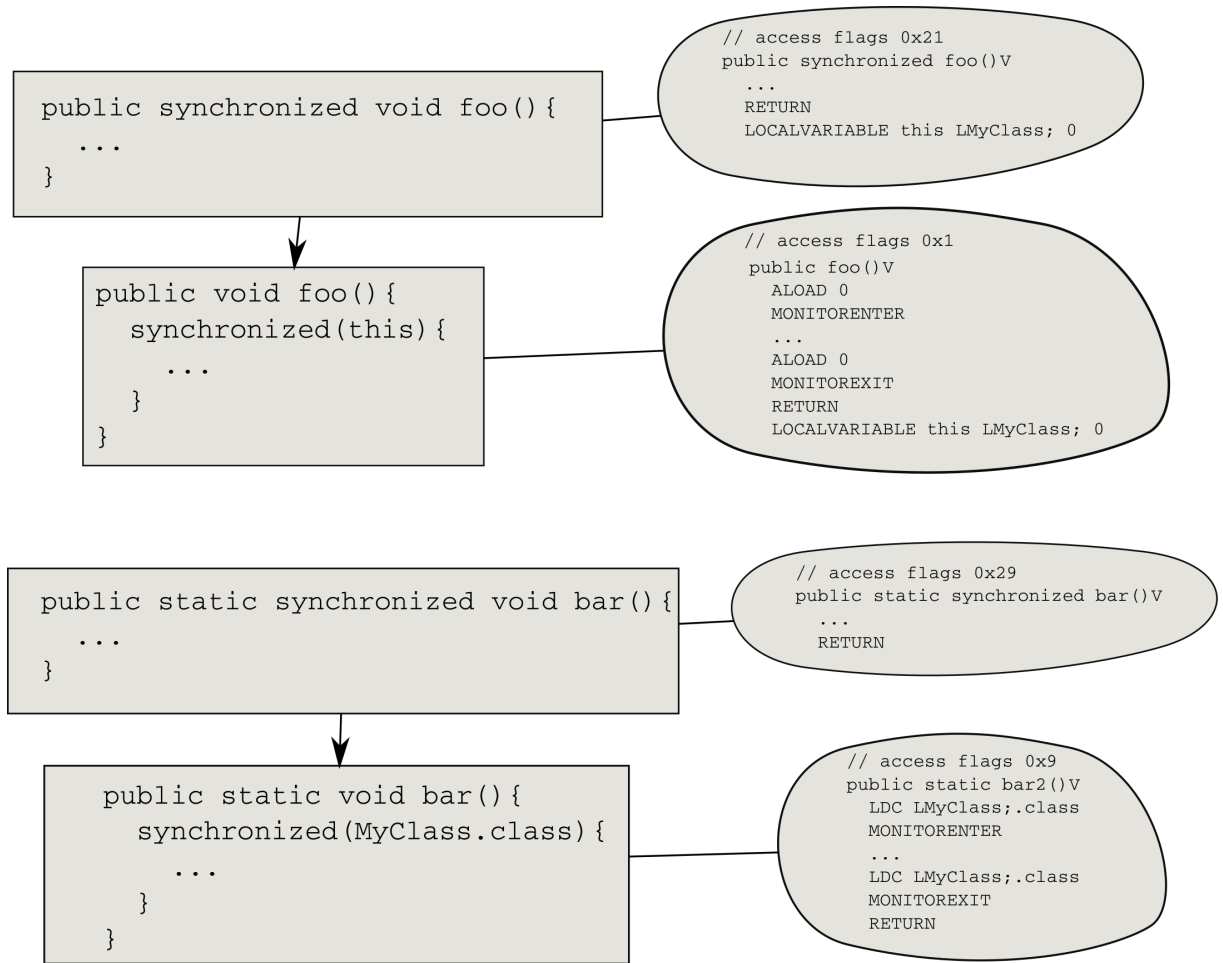 public synchronized void foo(){
...
}
// access flags 0x21
public synchronized foo()V
...
RETURN
LOCALVARIABLE this LMyClass; 0
public void foo(){
synchronized(this){
...
}
}
// access flags 0x1
public foo()V
ALOAD 0
MONITORENTER
...
ALOAD 0
MONITOREXIT
RETURN
LOCALVARIABLE this LMyClass; 0
public static synchronized void bar(){
...
}
// access flags 0x29
public static synchronized bar()V
...
RETURN
public static void bar(){
synchronized(MyClass.class){
...
}
}
// access flags 0x9
public static bar2()V
LDC LMyClass;.class
MONITORENTER
...
LDC LMyClass;.class
MONITOREXIT
RETURN